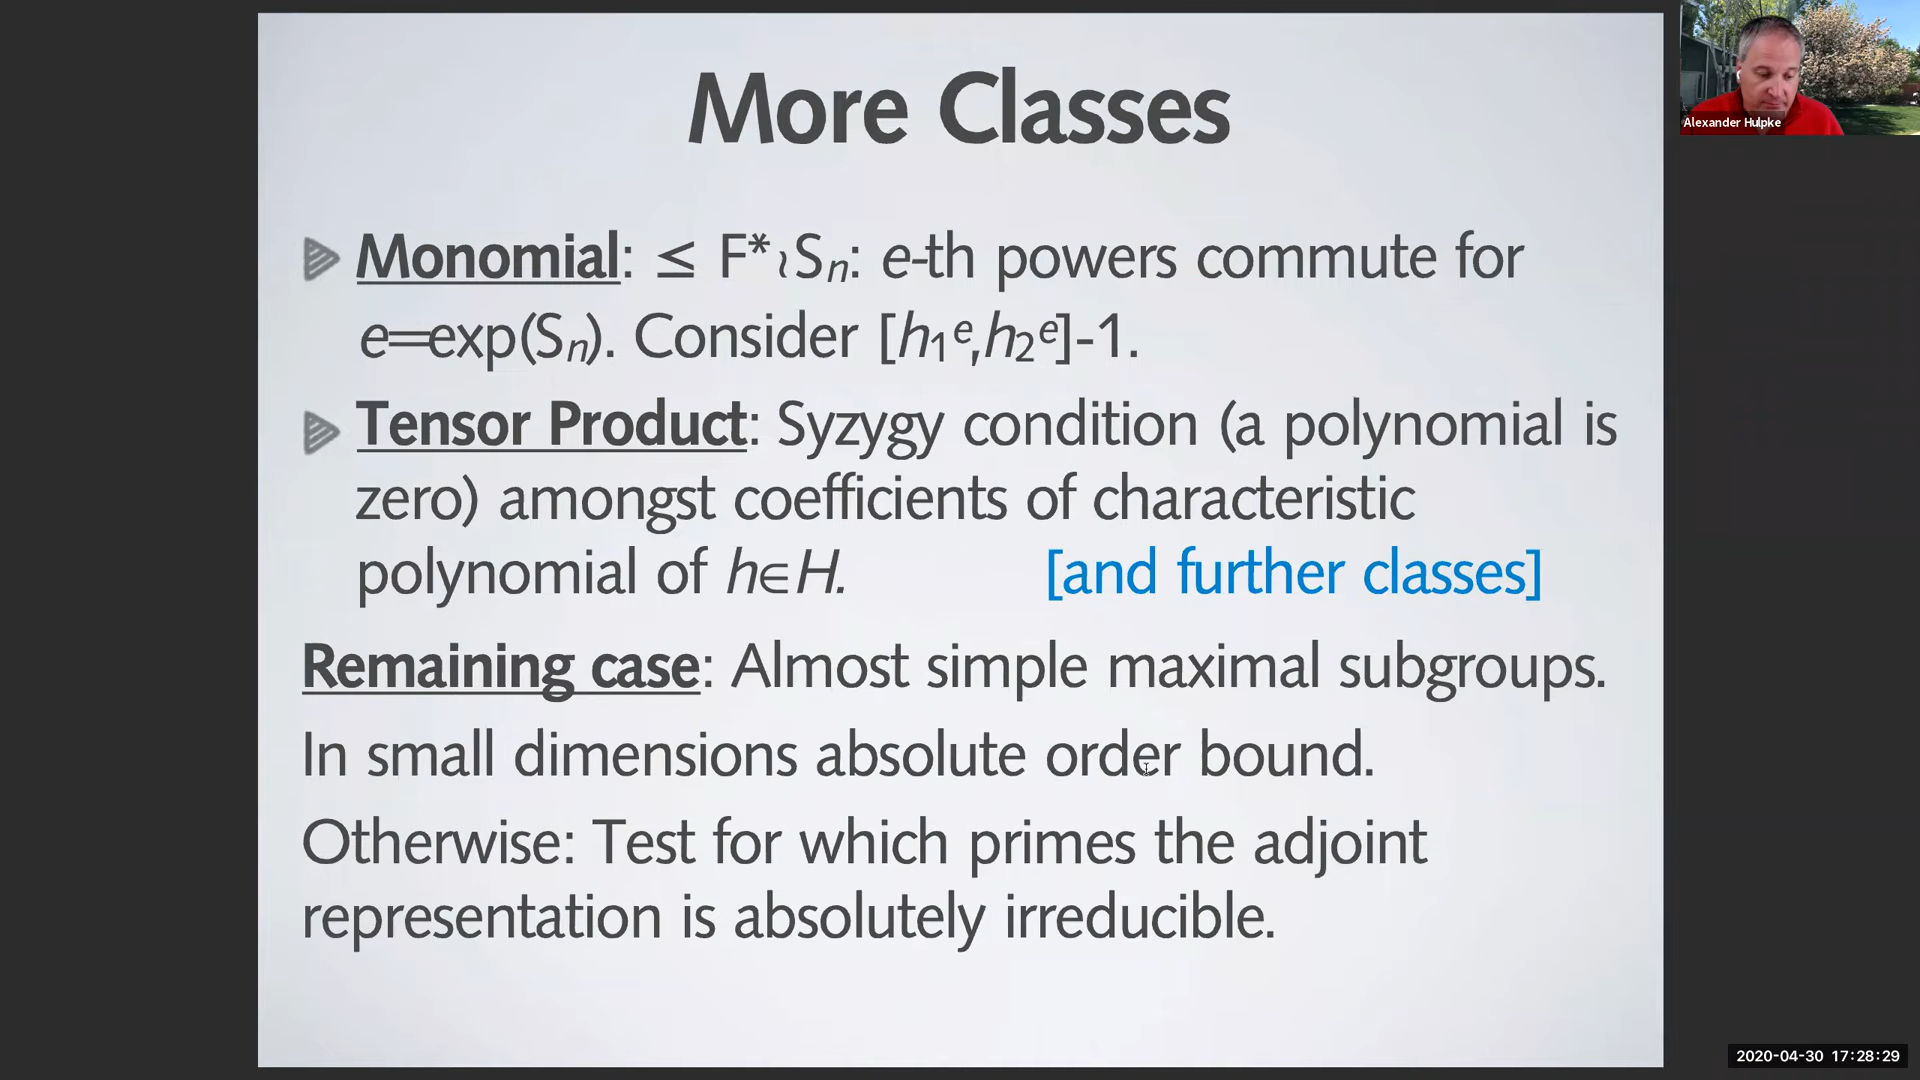 More Classes
Monomial: ≤ F*≀Sn: e-th powers commute for
e=exp(Sn). Consider [h1e,h2e]-1.
Tensor Product: Syzygy condition (a polynomial is
zero) amongst coefficients of characteristic
polynomial of h∈H. [and further classes]
Remaining case: Almost simple maximal subgroups.
In small dimensions absolute order bound.
Otherwise: Test for which primes the adjoint
representation is absolutely irreducible.
Alexander Hulpke
2020-04-30 17:28:29